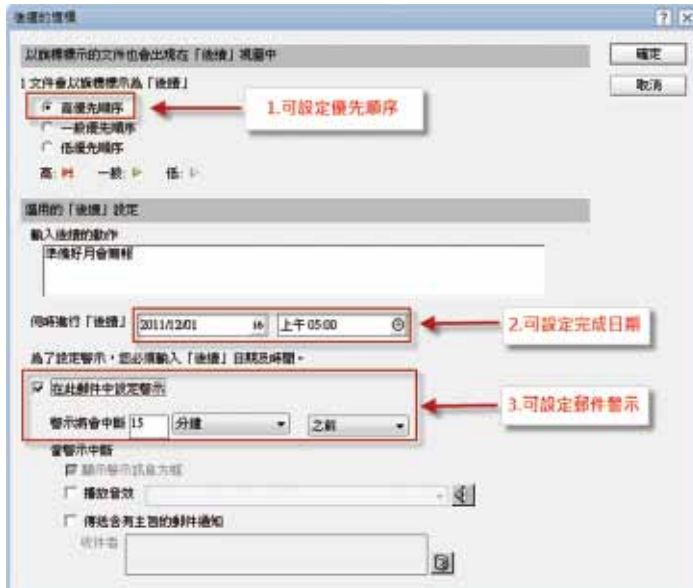 後續的旗標
以旗標標示的文件也會出現在「後續」視圖中
確定
取消
1 文件會以旗標標示為「後續」
高優先順序
1.可設定優先順序
一般優先順序
低優先順序
高: 一般: 低:
選用的「後續」設定
輸入後續的動作
準備好月會簡報
何時進行「後續」 2011/12/01 16 上午 05:00
2.可設定完成日期
為了設定警示，您必須輸入「後續」日期及時間。
在此郵件中設定警示
3.可設定郵件警示
警示將會中斷 15 分鐘 之前
當警示中斷
顯示警示訊息方框
播放音效
傳送含有主旨的郵件通知
收件者